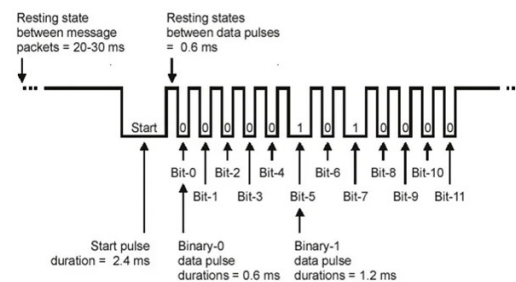 Resting state
between message
packets = 20-30 ms
Resting states
between data pulses
= 0.6 ms
Start 0 0 0 0 0 1 0 1 0 0 0 0
Bit-0 Bit-2 Bit-4 Bit-6 Bit-8 Bit-10
Bit-1 Bit-3 Bit-5 Bit-7 Bit-9 Bit-11
Start pulse
duration = 2.4 ms
Binary-0
data pulse
durations = 0.6 ms
Binary-1
data pulse
durations = 1.2 ms